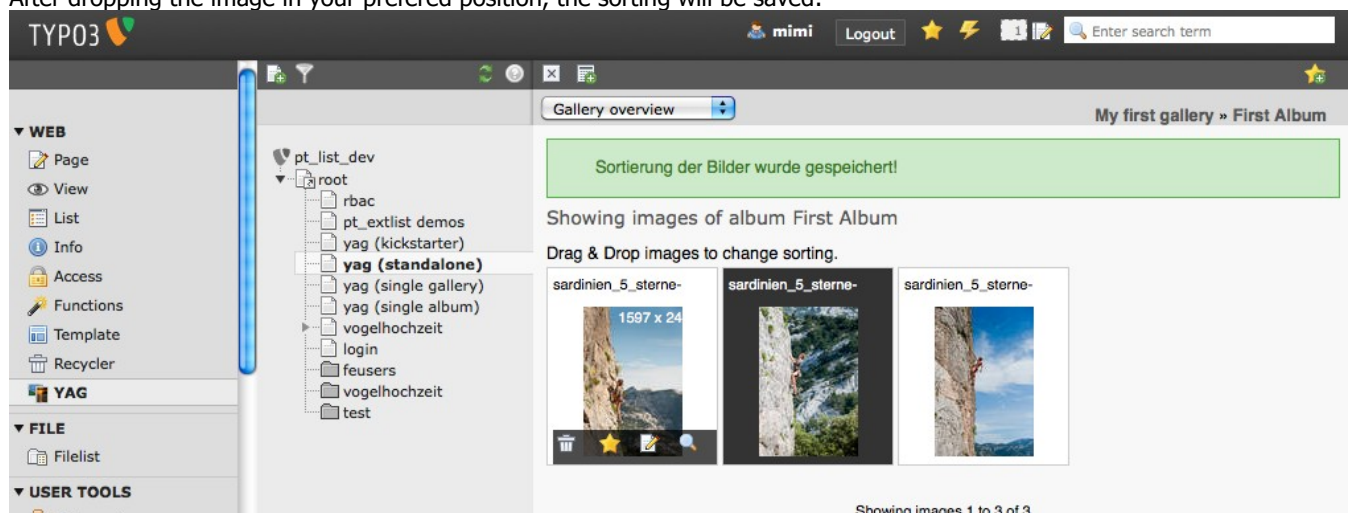 After dropping the image in your prefered position, the sorting will be saved.
TYPO3
mimi
Logout
1
Enter search term
Gallery overview
My first gallery » First Album
WEB
Page
View
List
Info
Access
Functions
Template
Recycler
YAG
FILE
Filelist
USER TOOLS
pt_list_dev
root
rbac
pt_extlist demos
yag (kickstarter)
yag (standalone)
yag (single gallery)
yag (single album)
vogelhochzeit
login
feusers
vogelhochzeit
test
Sortierung der Bilder wurde gespeichert!
Showing images of album First Album
Drag & Drop images to change sorting.
sardinien_5_sterne-
sardinien_5_sterne-
sardinien_5_sterne-
1597 x 24
Showing images 1 to 3 of 3